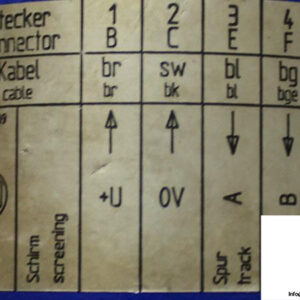 tecker 1 2 3 4
nnector B C E F
Kabel br sw bl bg
cable br bk bl bge
+U 0V A B
Schirm
screening
Spur
track